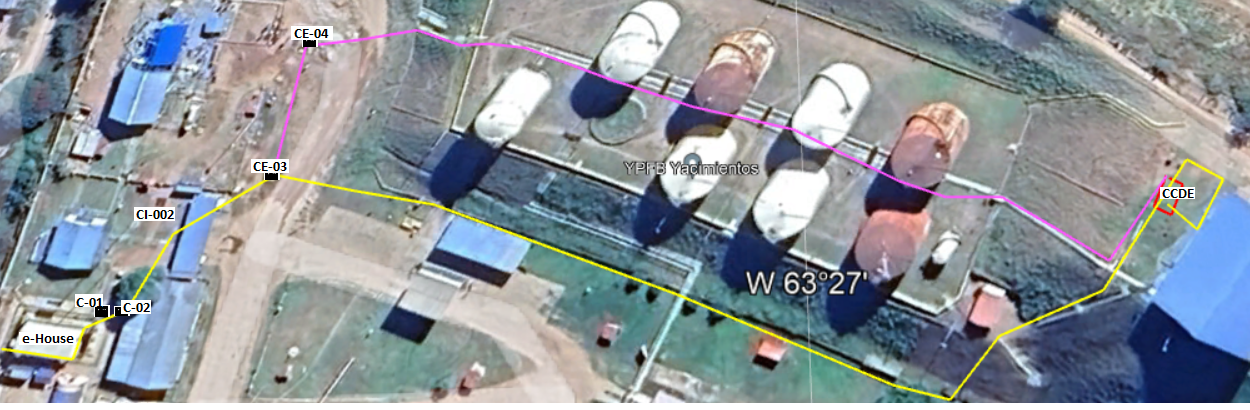 CE-04
CE-03
YPFB Yacimientos
CCDE
CI-002
W 63°27'
C-01
C-02
e-House